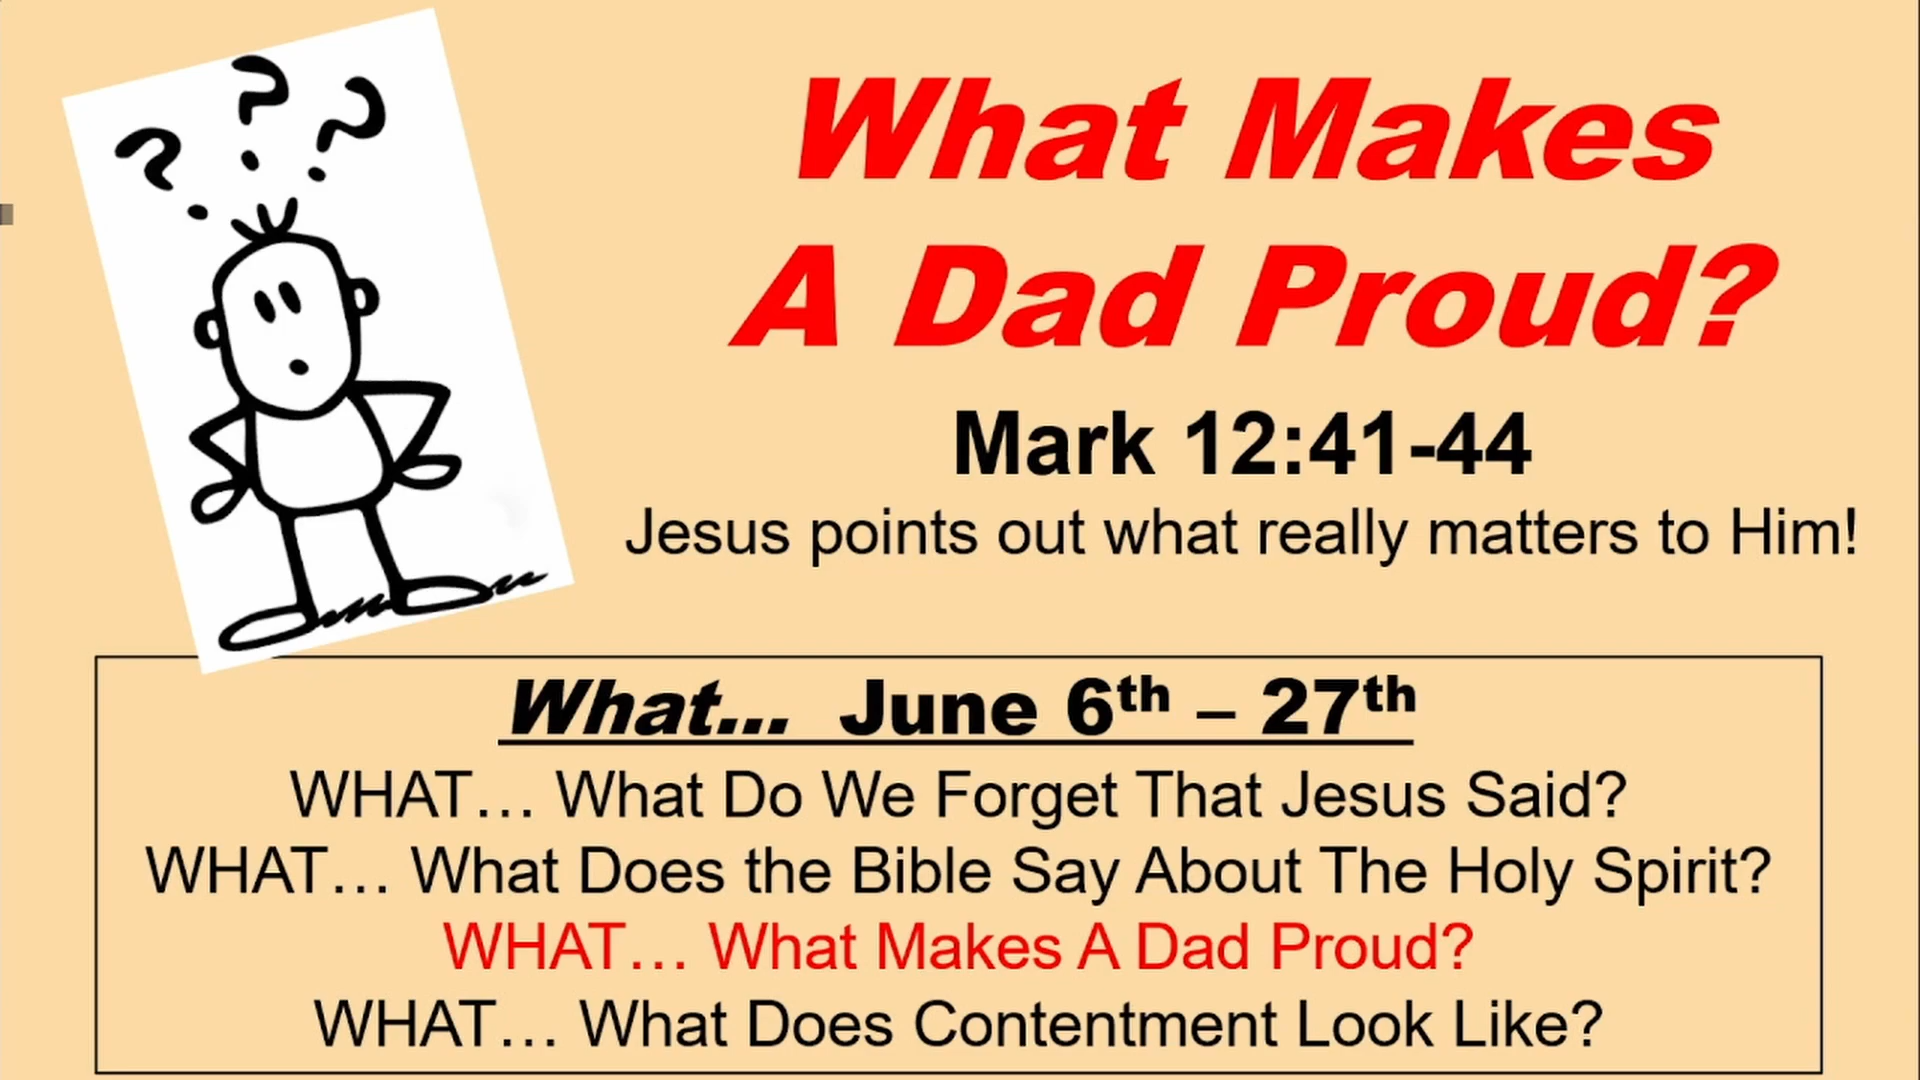 ? ? ?
What Makes
A Dad Proud?
Mark 12:41-44
Jesus points out what really matters to Him!
What... June 6th – 27th
WHAT… What Do We Forget That Jesus Said?
WHAT… What Does the Bible Say About The Holy Spirit?
WHAT… What Makes A Dad Proud?
WHAT… What Does Contentment Look Like?